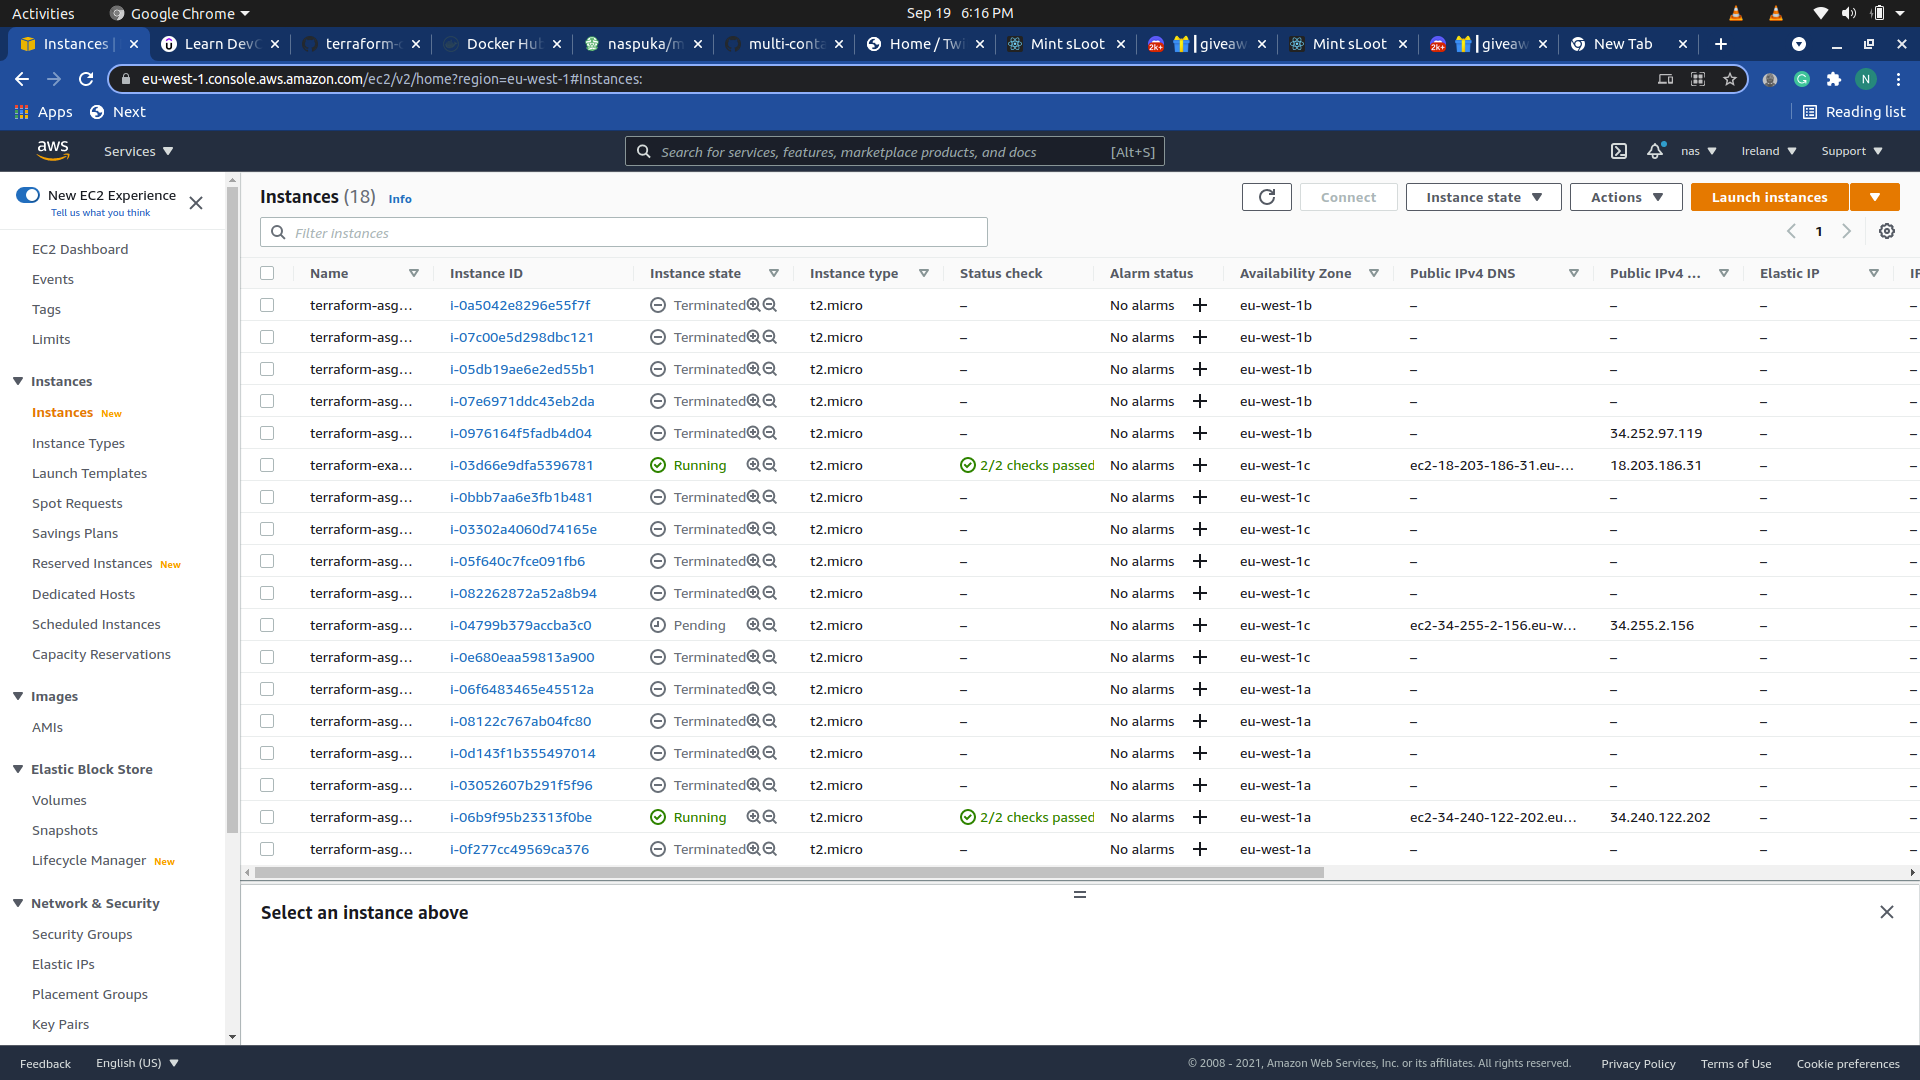 Activities Google Chrome Sep 19 6:16 PM
Instances | Learn DevO terraform-c Docker Hub naspuka/m multi-conta Home / Twi Mint sLoot 2k+ giveaw Mint sLoot 2k+ giveaw New Tab
eu-west-1.console.aws.amazon.com/ec2/v2/home?region=eu-west-1#Instances: N
Apps Next Reading list
aws Services Search for services, features, marketplace products, and docs [Alt+S] nas Ireland Support
New EC2 Experience
Tell us what you think
EC2 Dashboard
Events
Tags
Limits
Instances
Instances New
Instance Types
Launch Templates
Spot Requests
Savings Plans
Reserved Instances New
Dedicated Hosts
Scheduled Instances
Capacity Reservations
Images
AMIs
Elastic Block Store
Volumes
Snapshots
Lifecycle Manager New
Network & Security
Security Groups
Elastic IPs
Placement Groups
Key Pairs
Instances (18) Info Connect Instance state Actions Launch instances
Filter instances 1
Name Instance ID Instance state Instance type Status check Alarm status Availability Zone Public IPv4 DNS Public IPv4 ... Elastic IP IP
terraform-asg... i-0a5042e8296e55f7f Terminated t2.micro – No alarms + eu-west-1b – – – –
terraform-asg... i-07c00e5d298dbc121 Terminated t2.micro – No alarms + eu-west-1b – – – –
terraform-asg... i-05db19ae6e2ed55b1 Terminated t2.micro – No alarms + eu-west-1b – – – –
terraform-asg... i-07e6971ddc43eb2da Terminated t2.micro – No alarms + eu-west-1b – – – –
terraform-asg... i-0976164f5fadb4d04 Terminated t2.micro – No alarms + eu-west-1b – 34.252.97.119 – –
terraform-exa... i-03d66e9dfa5396781 Running t2.micro 2/2 checks passed No alarms + eu-west-1c ec2-18-203-186-31.eu-... 18.203.186.31 – –
terraform-asg... i-0bbb7aa6e3fb1b481 Terminated t2.micro – No alarms + eu-west-1c – – – –
terraform-asg... i-03302a4060d74165e Terminated t2.micro – No alarms + eu-west-1c – – – –
terraform-asg... i-05f640c7fce091fb6 Terminated t2.micro – No alarms + eu-west-1c – – – –
terraform-asg... i-082262872a52a8b94 Terminated t2.micro – No alarms + eu-west-1c – – – –
terraform-asg... i-04799b379accba3c0 Pending t2.micro – No alarms + eu-west-1c ec2-34-255-2-156.eu-w... 34.255.2.156 – –
terraform-asg... i-0e680eaa59813a900 Terminated t2.micro – No alarms + eu-west-1c – – – –
terraform-asg... i-06f6483465e45512a Terminated t2.micro – No alarms + eu-west-1a – – – –
terraform-asg... i-08122c767ab04fc80 Terminated t2.micro – No alarms + eu-west-1a – – – –
terraform-asg... i-0d143f1b355497014 Terminated t2.micro – No alarms + eu-west-1a – – – –
terraform-asg... i-03052607b291f5f96 Terminated t2.micro – No alarms + eu-west-1a – – – –
terraform-asg... i-06b9f95b23313f0be Running t2.micro 2/2 checks passed No alarms + eu-west-1a ec2-34-240-122-202.eu... 34.240.122.202 – –
terraform-asg... i-0f277cc49569ca376 Terminated t2.micro – No alarms + eu-west-1a – – – –
Select an instance above
Feedback English (US) © 2008 - 2021, Amazon Web Services, Inc. or its affiliates. All rights reserved. Privacy Policy Terms of Use Cookie preferences